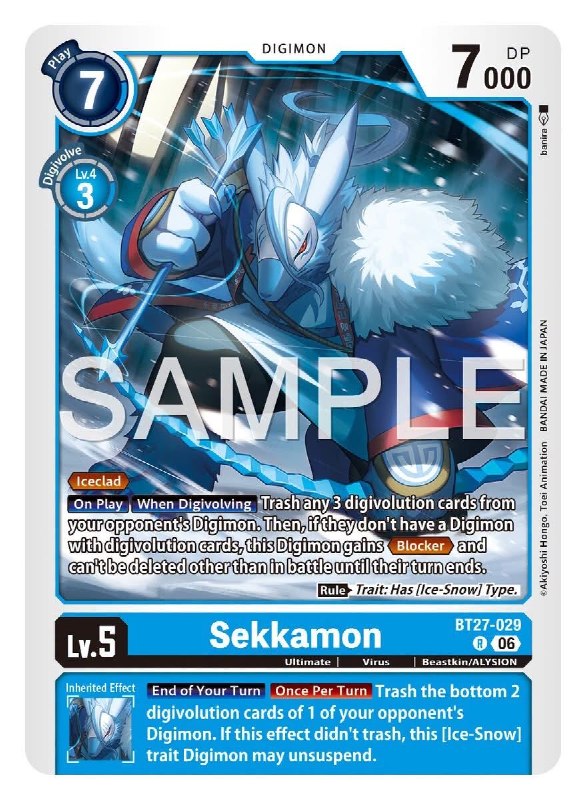 DIGIMON
Play
7
7000
DP
Digivolve
Lv.4
3
banira
SAMPLE
Iceclad
On Play When Digivolving Trash any 3 digivolution cards from
your opponent's Digimon. Then, if they don't have a Digimon
with digivolution cards, this Digimon gains Blocker and
can't be deleted other than in battle until their turn ends.
Rule Trait: Has [Ice-Snow] Type.
©Akiyoshi Hongo, Toei Animation BANDAI MADE IN JAPAN
Lv.5
Sekkamon
BT27-029
R 06
Ultimate | Virus | Beastkin/ALYSION
Inherited Effect
End of Your Turn Once Per Turn Trash the bottom 2
digivolution cards of 1 of your opponent's
Digimon. If this effect didn't trash, this [Ice-Snow]
trait Digimon may unsuspend.